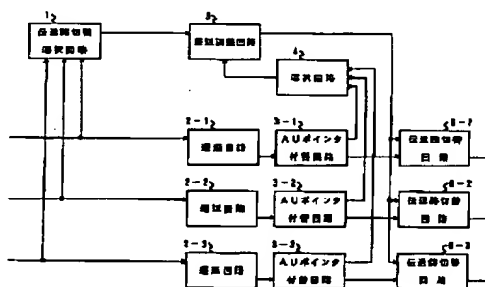 1
伝送路切替
選択回路
5
遅延調整回路
4
選択回路
2-1
遅延回路
3-1
AUポインタ
付替回路
伝送路切替
回路
2-2
遅延回路
3-2
AUポインタ
付替回路
6-2
伝送路切替
回路
2-3
遅延回路
3-3
AUポインタ
付替回路
6-3
伝送路切替
回路